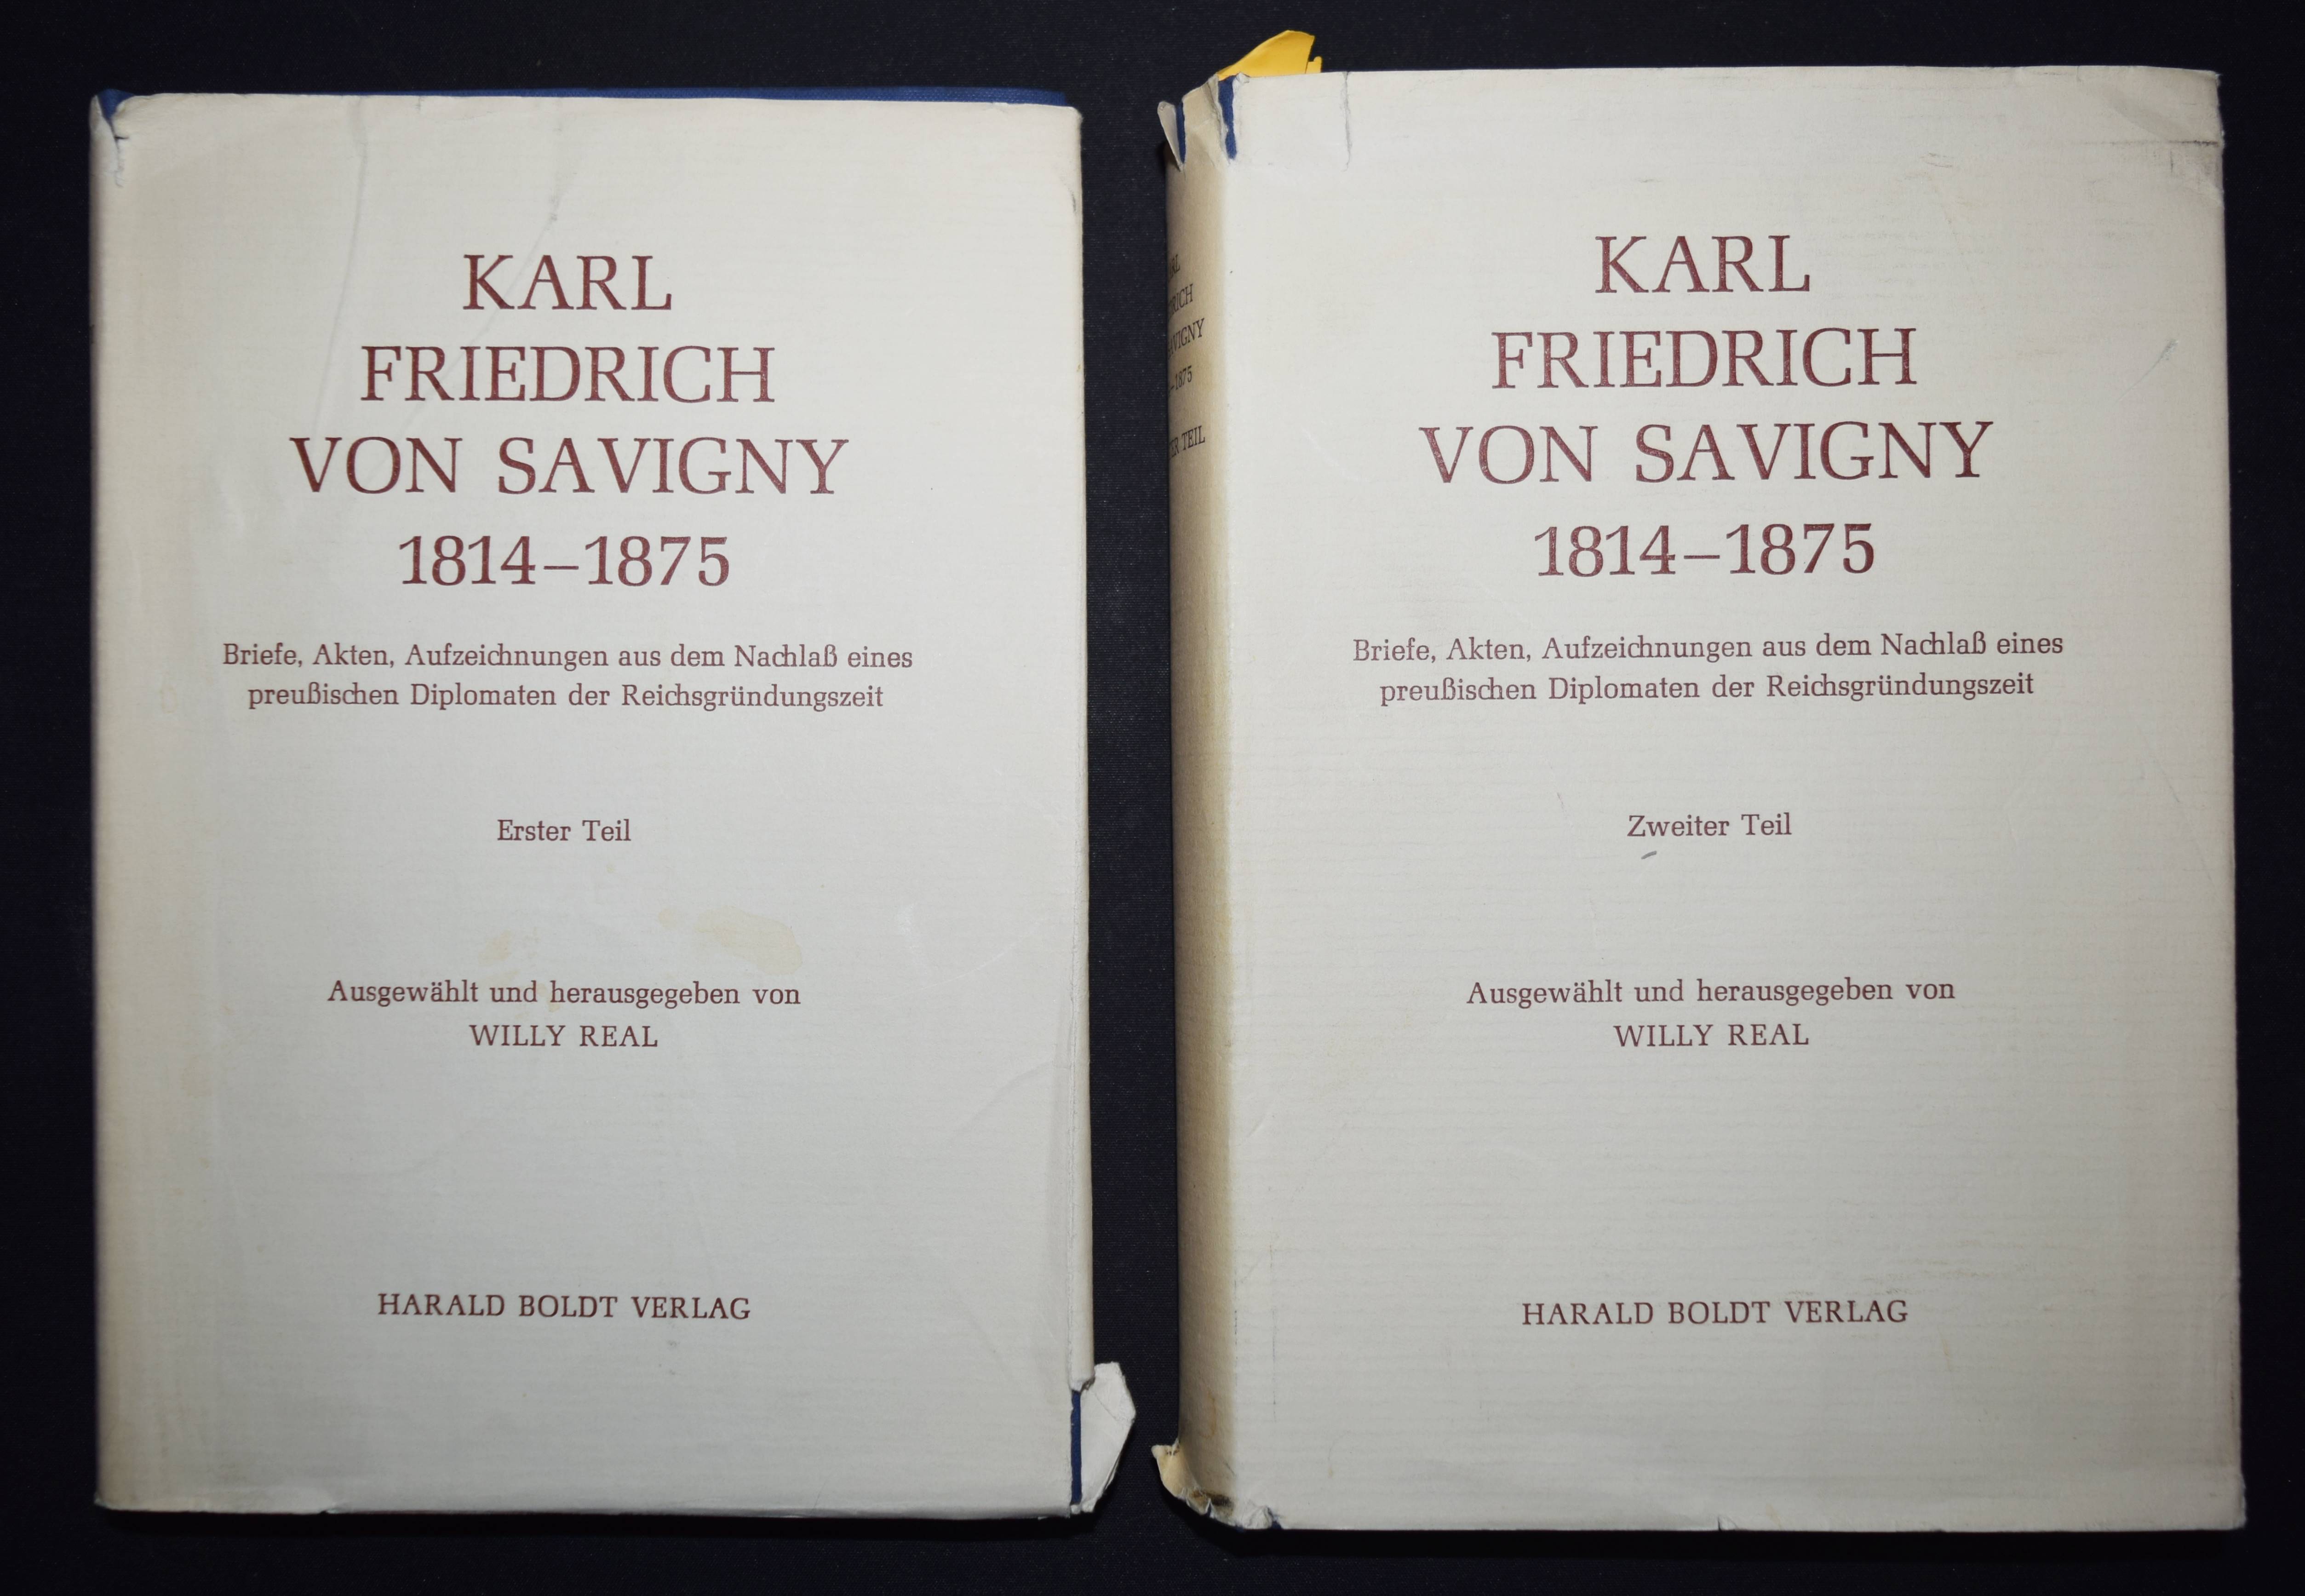 KARL
FRIEDRICH
VON SAVIGNY
1814–1875
Briefe, Akten, Aufzeichnungen aus dem Nachlaß eines
preußischen Diplomaten der Reichsgründungszeit
Erster Teil
Ausgewählt und herausgegeben von
WILLY REAL
HARALD BOLDT VERLAG
TEIL
KARL
FRIEDRICH
VON SAVIGNY
1814–1875
Briefe, Akten, Aufzeichnungen aus dem Nachlaß eines
preußischen Diplomaten der Reichsgründungszeit
Zweiter Teil
Ausgewählt und herausgegeben von
WILLY REAL
HARALD BOLDT VERLAG